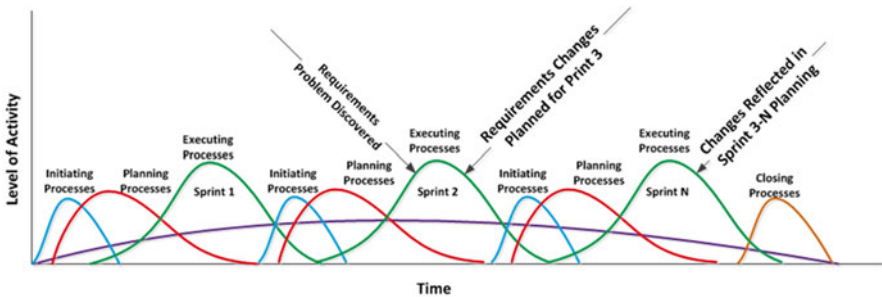 Requirements
Problem Discovered
Requirements Changes
Planned for Print 3
Changes Reflected in
Sprint 3-N Planning
Level of Activity
Initiating
Processes
Planning
Processes
Executing
Processes
Sprint 1
Initiating
Processes
Planning
Processes
Executing
Processes
Sprint 2
Initiating
Processes
Planning
Processes
Executing
Processes
Sprint N
Closing
Processes
Time